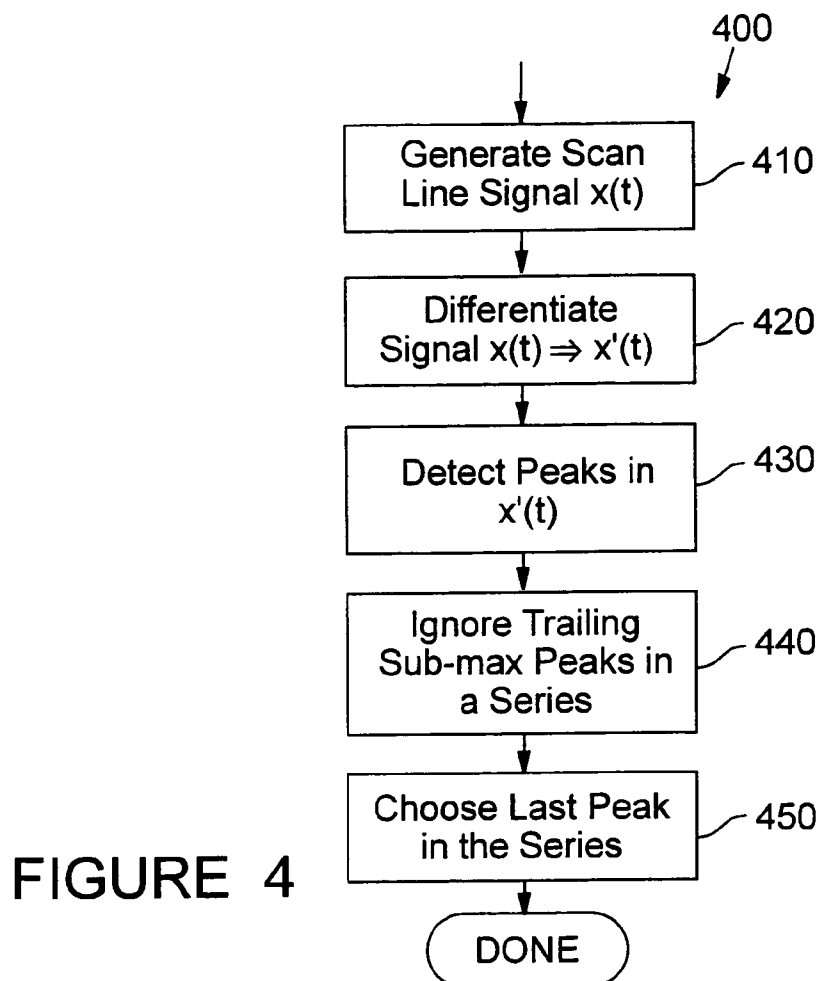 400
Generate Scan
Line Signal x(t)
410
Differentiate
Signal x(t) ⇒ x'(t)
420
Detect Peaks in
x'(t)
430
Ignore Trailing
Sub-max Peaks in
a Series
440
Choose Last Peak
in the Series
450
FIGURE 4
DONE